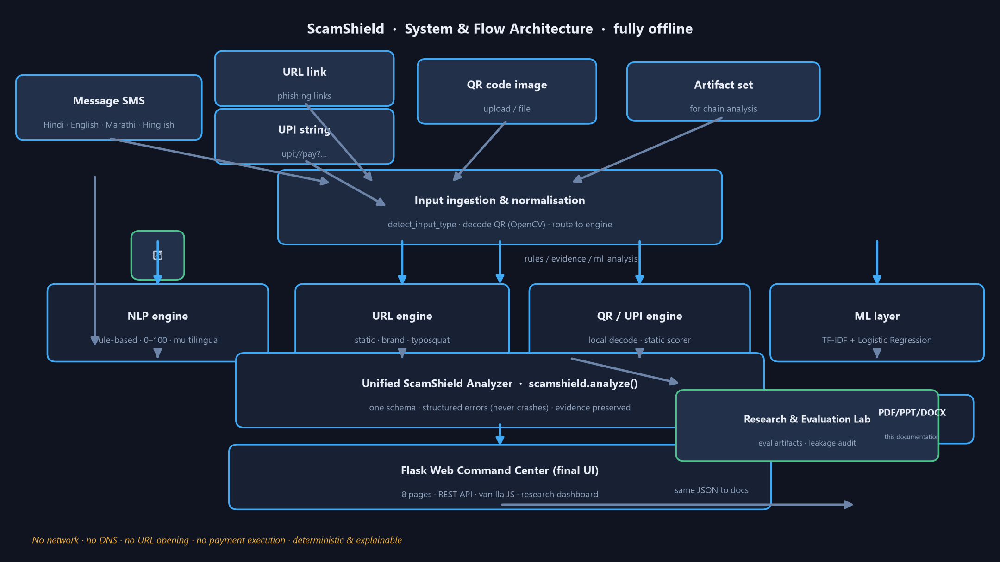 ScamShield · System & Flow Architecture · fully offline
URL link
phishing links
Message SMS
Hindi · English · Marathi · Hinglish
UPI string
upi://pay?...
QR code image
upload / file
Artifact set
for chain analysis
Input ingestion & normalisation
detect_input_type · decode QR (OpenCV) · route to engine
rules / evidence / ml_analysis
NLP engine
ule-based · 0–100 · multilingual
URL engine
static · brand · typosquat
QR / UPI engine
local decode · static scorer
ML layer
TF-IDF + Logistic Regression
Unified ScamShield Analyzer · scamshield.analyze()
one schema · structured errors (never crashes) · evidence preserved
Research & Evaluation Lab
eval artifacts · leakage audit
PDF/PPT/DOCX
this documentation
Flask Web Command Center (final UI)
8 pages · REST API · vanilla JS · research dashboard
same JSON to docs
No network · no DNS · no URL opening · no payment execution · deterministic & explainable